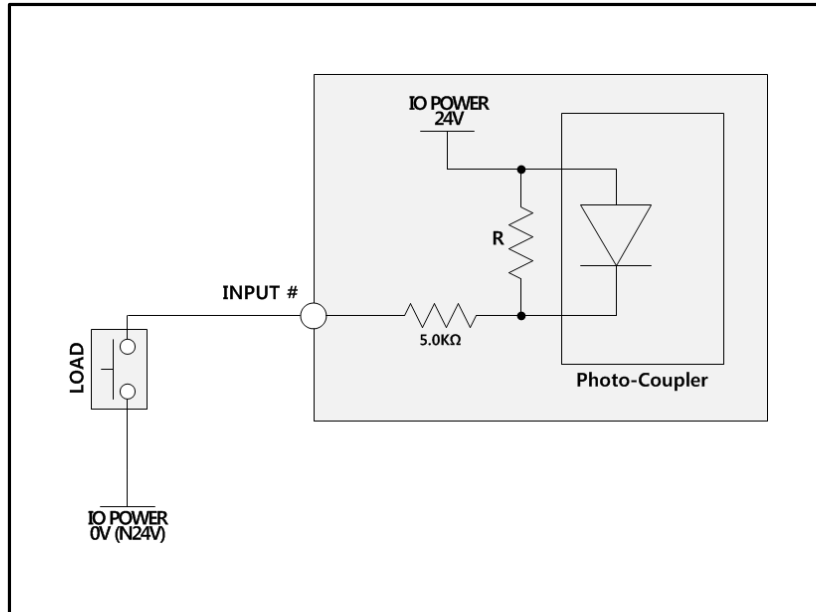 IO POWER
24V
R
INPUT #
5.0KΩ
LOAD
Photo-Coupler
IO POWER
0V (N24V)